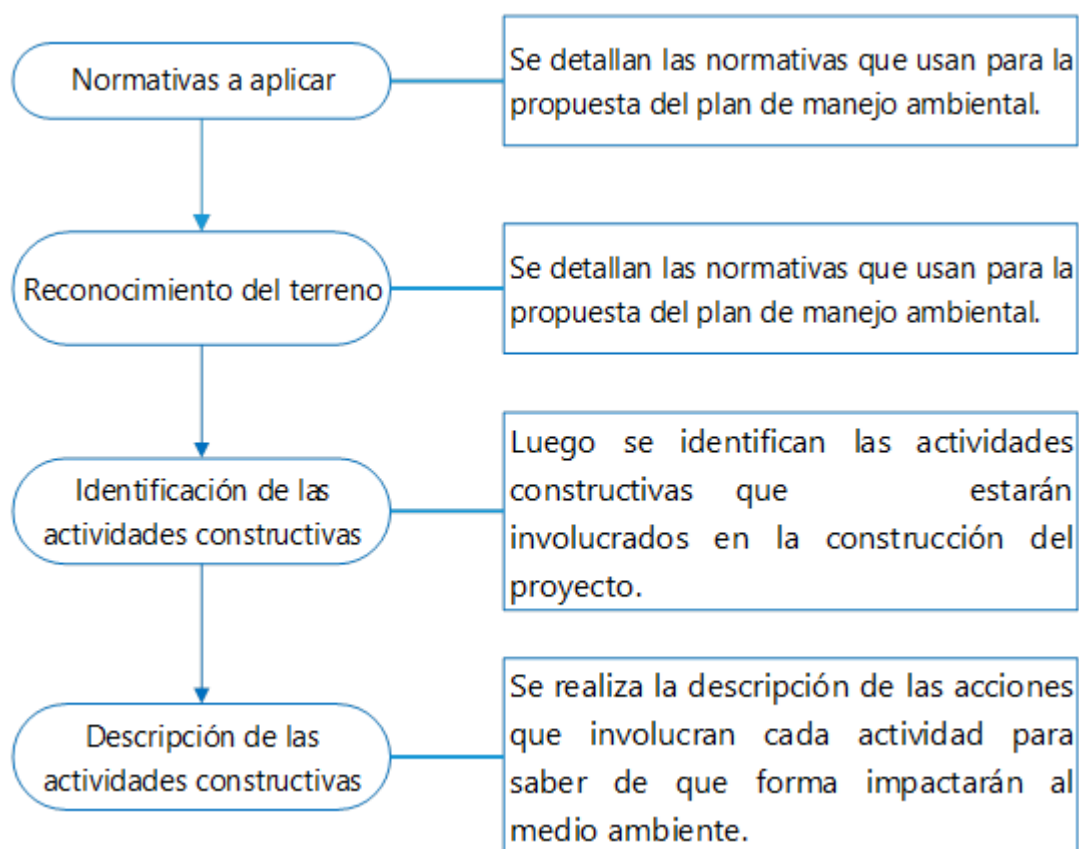 Normativas a aplicar
Se detallan las normativas que usan para la
propuesta del plan de manejo ambiental.
Reconocimiento del terreno
Se detallan las normativas que usan para la
propuesta del plan de manejo ambiental.
Identificación de las
actividades constructivas
Luego se identifican las actividades
constructivas que estarán
involucrados en la construcción del
proyecto.
Descripción de las
actividades constructivas
Se realiza la descripción de las acciones
que involucran cada actividad para
saber de que forma impactarán al
medio ambiente.